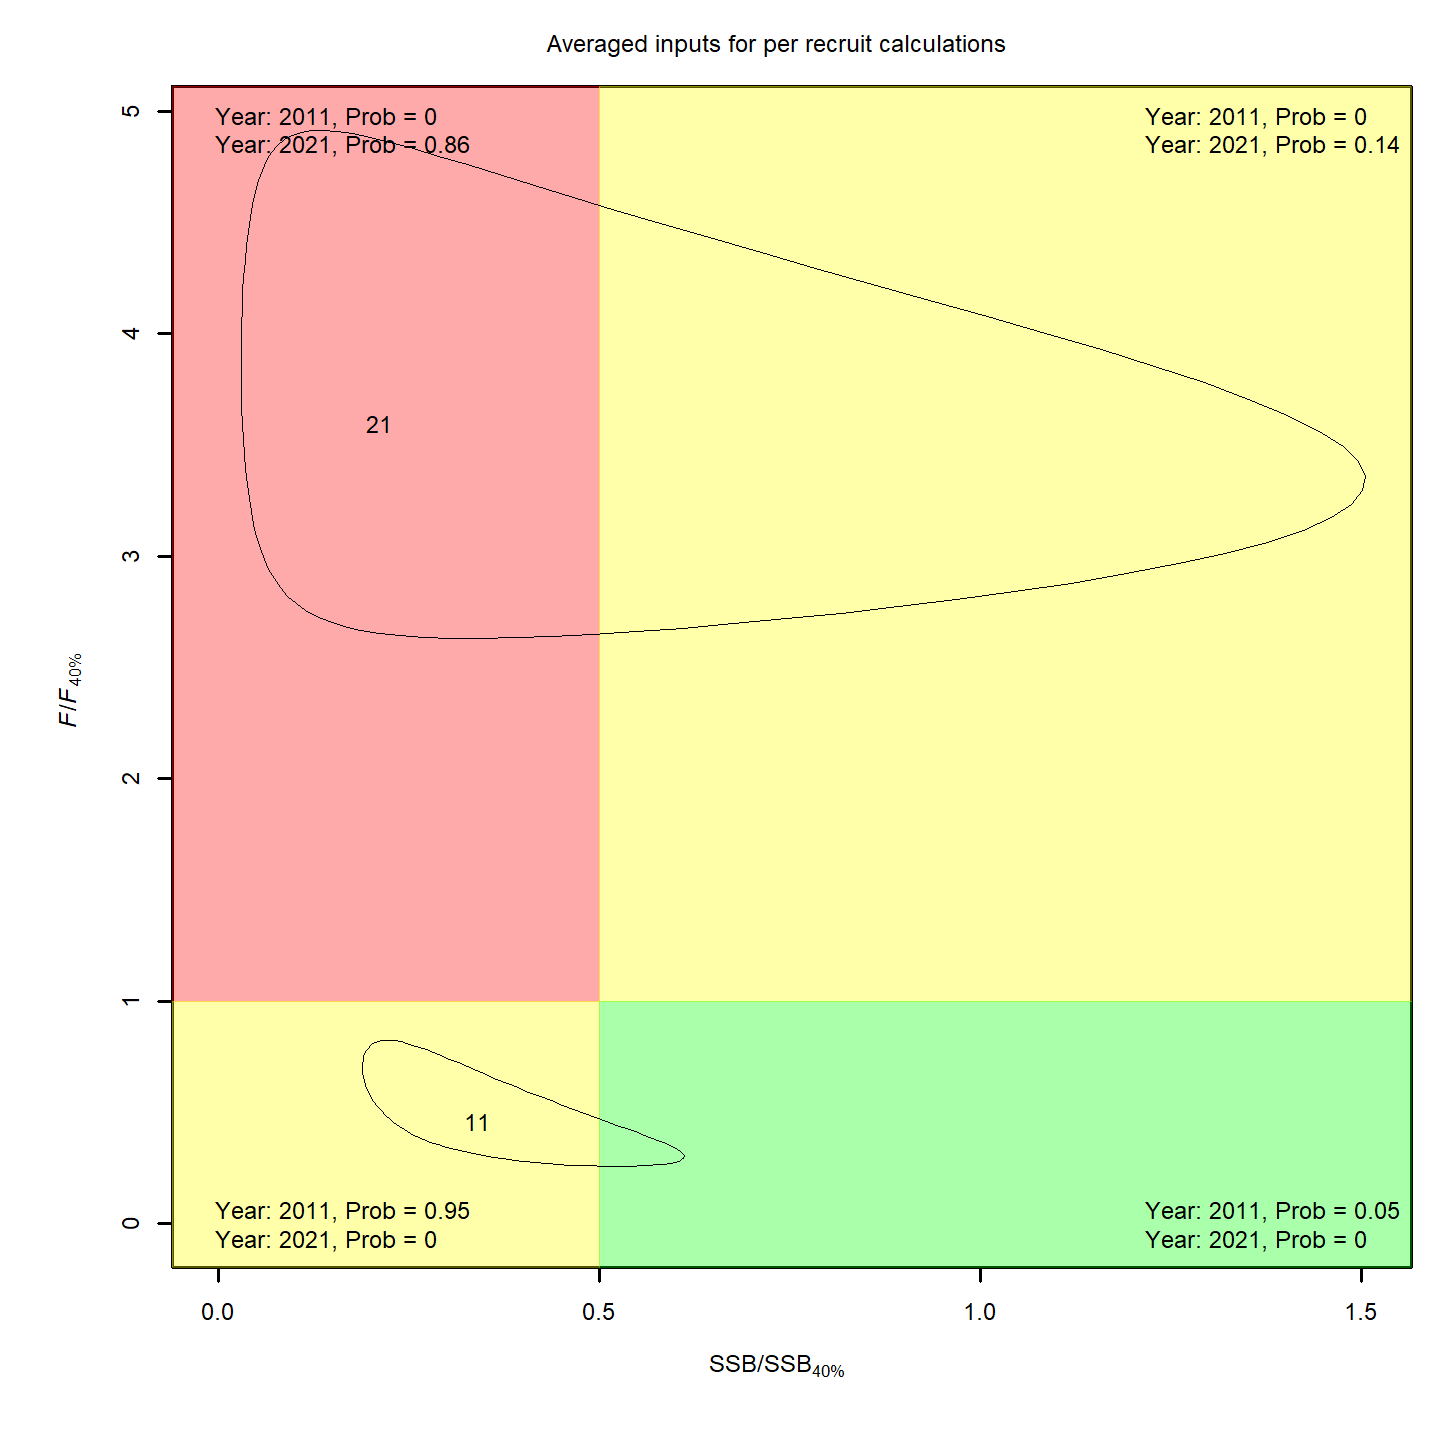 Averaged inputs for per recruit calculations
Year: 2011, Prob = 0
Year: 2021, Prob = 0.86
Year: 2011, Prob = 0
Year: 2021, Prob = 0.14
5
4
3
2
1
0
F/F40%
21
11
Year: 2011, Prob = 0.95
Year: 2021, Prob = 0
Year: 2011, Prob = 0.05
Year: 2021, Prob = 0
0.0 0.5 1.0 1.5
SSB/SSB40%